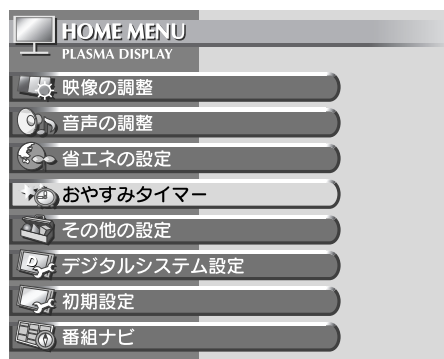 HOME MENU
PLASMA DISPLAY
映像の調整
音声の調整
省エネの設定
おやすみタイマー
その他の設定
デジタルシステム設定
初期設定
番組ナビ